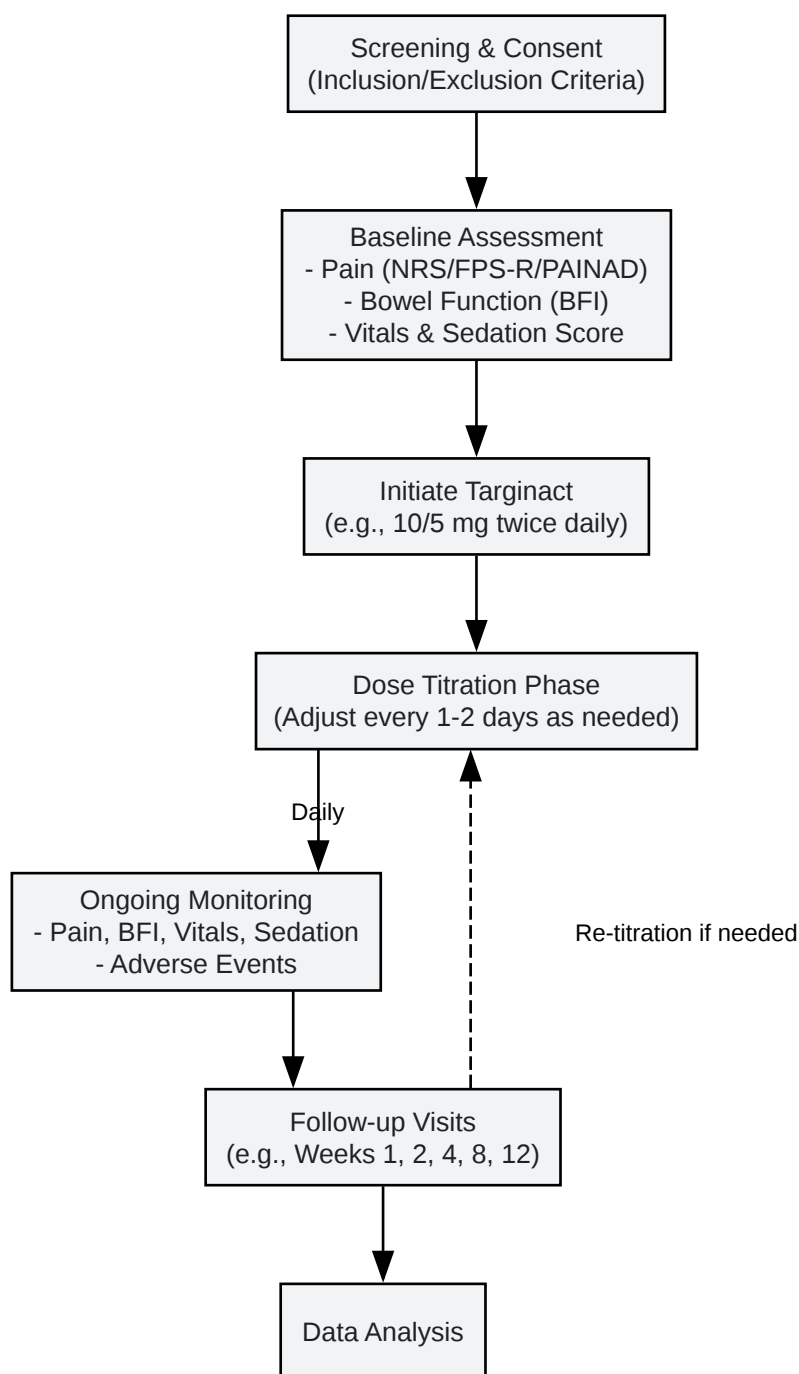 Screening & Consent
(Inclusion/Exclusion Criteria)
Baseline Assessment
- Pain (NRS/FPS-R/PAINAD)
- Bowel Function (BFI)
- Vitals & Sedation Score
Initiate Targinact
(e.g., 10/5 mg twice daily)
Dose Titration Phase
(Adjust every 1-2 days as needed)
Daily
Ongoing Monitoring
- Pain, BFI, Vitals, Sedation
- Adverse Events
Re-titration if needed
Follow-up Visits
(e.g., Weeks 1, 2, 4, 8, 12)
Data Analysis